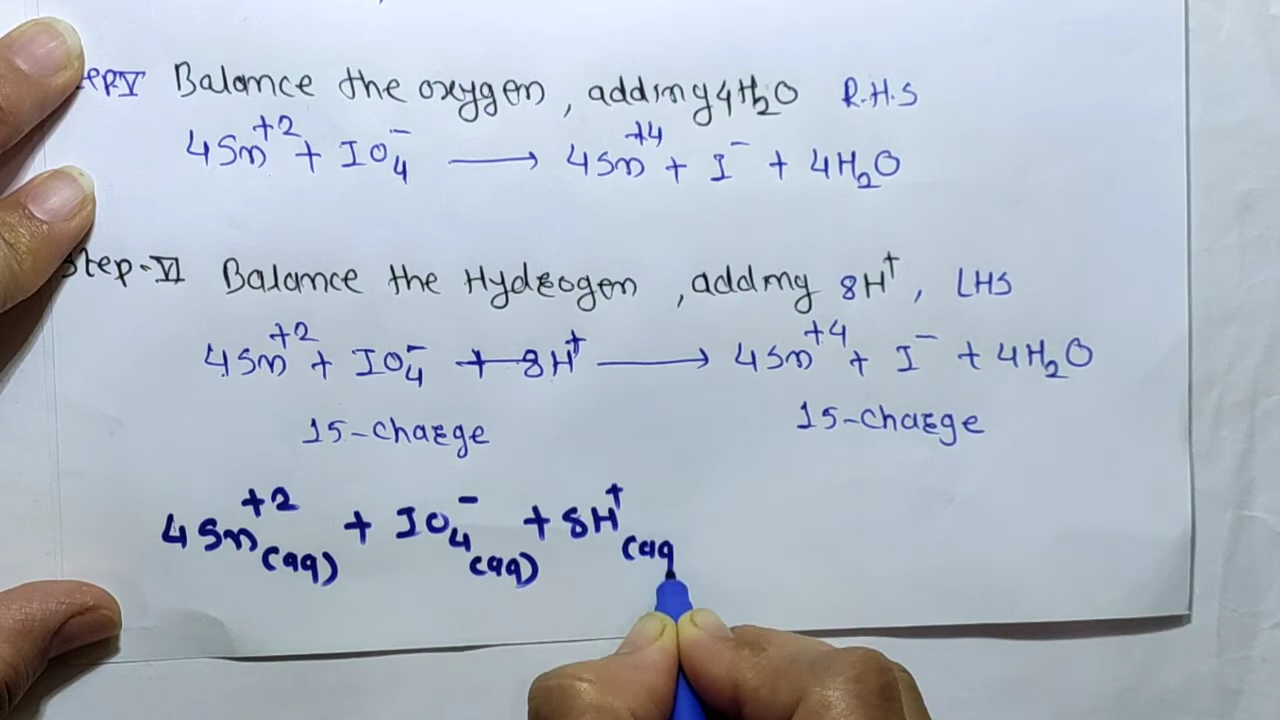 epV Balance the oxygen, adding 4H₂O R.H.S
4Sn⁺² + IO₄⁻ ⟶ 4Sn⁺⁴ + I⁻ + 4H₂O
Step-VI Balance the Hydrogen, adding 8H⁺, LHS
4Sn⁺² + IO₄⁻ + 8H⁺ ⟶ 4Sn⁺⁴ + I⁻ + 4H₂O
15-Charge 15-Charge
4Sn⁺²(aq) + IO₄⁻(aq) + 8H⁺(aq